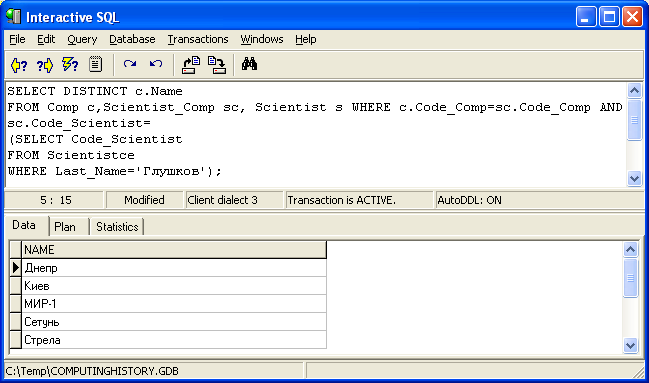 Interactive SQL
File Edit Query Database Transactions Windows Help
SELECT DISTINCT c.Name
FROM Comp c,Scientist_Comp sc, Scientist s WHERE c.Code_Comp=sc.Code_Comp AND
sc.Code_Scientist=
(SELECT Code_Scientist
FROM Scientistce
WHERE Last_Name='Глушков');
5 : 15 Modified Client dialect 3 Transaction is ACTIVE. AutoDDL: ON
Data Plan Statistics
NAME
Днепр
Киев
МИР-1
Сетунь
Стрела
C:\Temp\COMPUTINGHISTORY.GDB